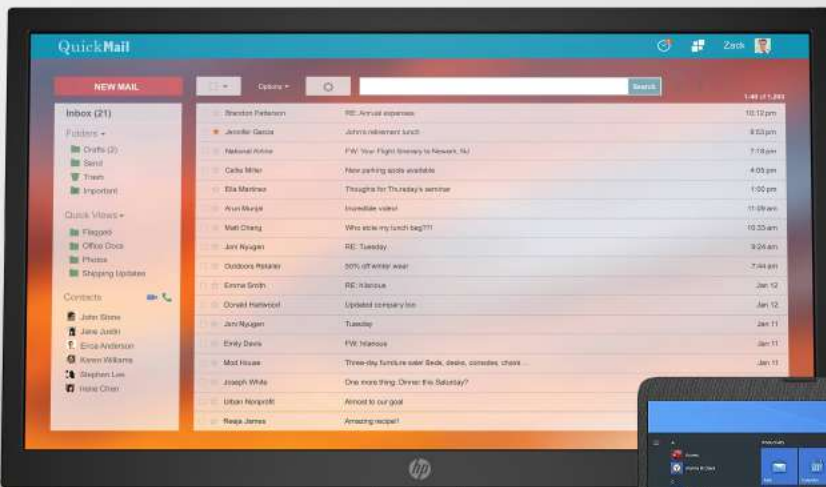 QuickMail
Zack
NEW MAIL
Options
Search
1-40 of 1,203
Inbox (21)
Folders
Drafts (2)
Send
Trash
Important
Quick Views
Flagged
Office Docs
Photos
Shipping Updates
Contacts
John Stone
Jane Justin
Erica Anderson
Karen Williams
Stephen Lee
Irene Chen
Brandon Patterson RE: Annual expenses 10:12 pm
Jennifer Garcia John's retirement lunch 8:53 pm
National Airline FW: Your Flight Itinerary to Newark, NJ 7:18 pm
Callie Miller New parking spots available 4:05 pm
Ella Martinez Thoughts for Thursday's seminar 1:00 pm
Arun Munjal Incredible video! 11:09 am
Matt Chang Who stole my lunch bag?!?! 10:33 am
Joni Nyugen RE: Tuesday 9:24 am
Outdoors Retailer 50% off winter wear 7:44 am
Emma Smith RE: hilarious Jan 12
Donald Harlwood Updated company bio Jan 12
Joni Nyugen Tuesday Jan 11
Emily Davis FW: hilarious Jan 11
Mod House Three-day furniture sale! Beds, desks, consoles, chairs ... Jan 11
Joseph White One more thing: Dinner this Saturday?
Urban Nonprofit Almost to our goal
Reaja James Amazing recipe!!
hp